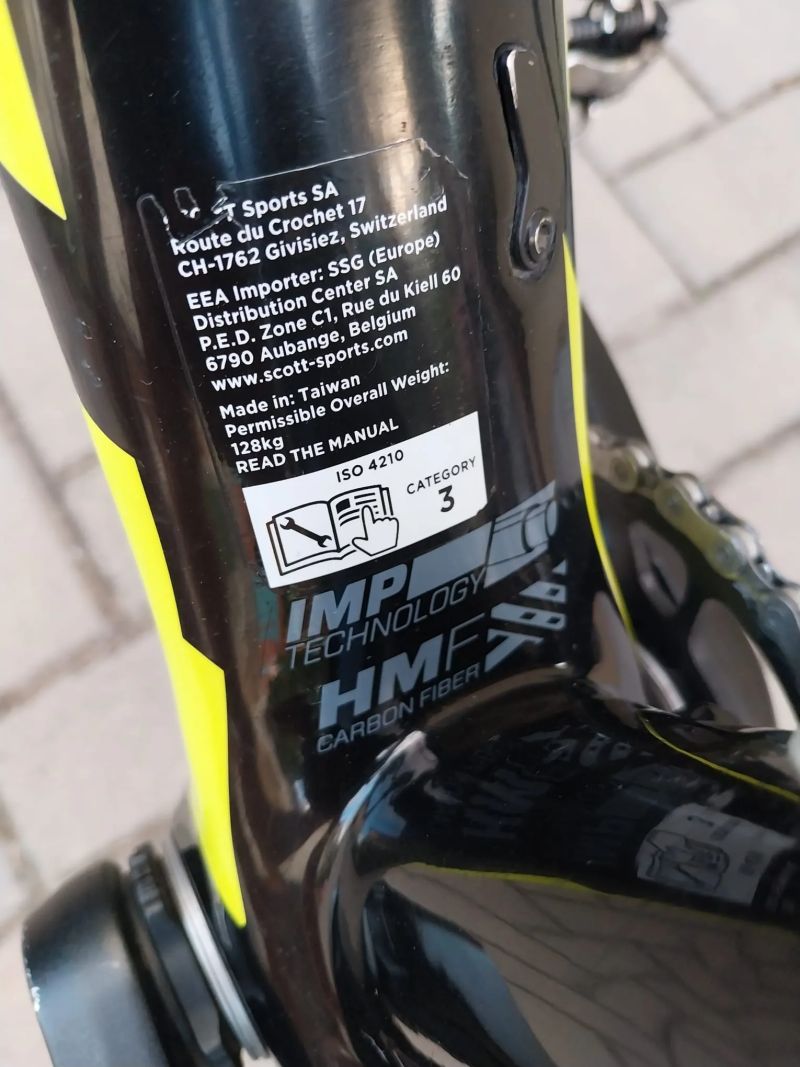 Sports SA
Route du Crochet 17
CH-1762 Givisiez, Switzerland
EEA Importer: SSG (Europe)
Distribution Center SA
P.E.D. Zone C1, Rue du Kiell 60
6790 Aubange, Belgium
www.scott-sports.com
Made in: Taiwan
Permissible Overall Weight:
128kg
READ THE MANUAL
ISO 4210
CATEGORY
3
IMP
TECHNOLOGY
HMF
CARBON FIBER